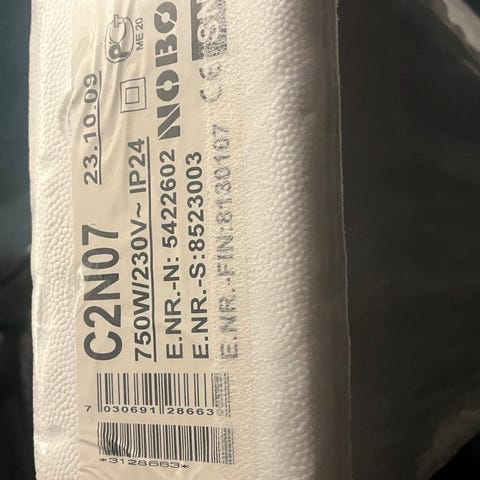 C2N07 23.10.09
750W/230V~ IP24
ME 20
E.NR.-N: 5422602
NOBO
E.NR.-S:8523003
E.NR.-FIN:8130107
7 030691 28663
*3128663*